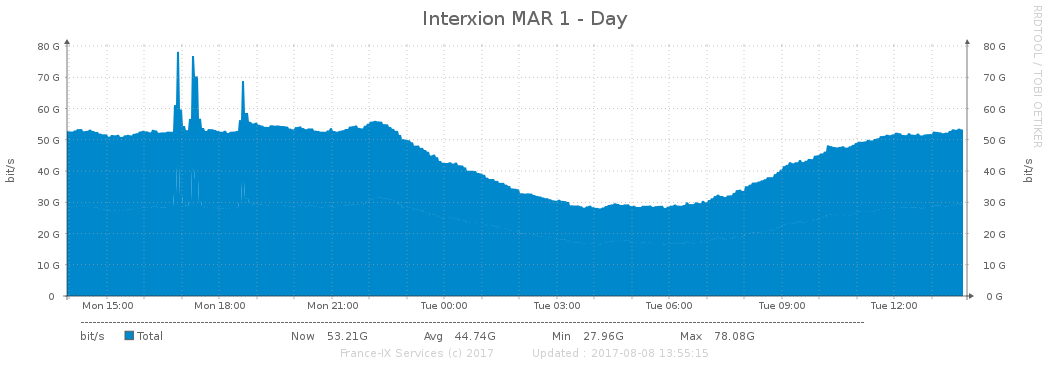 Interxion MAR 1 - Day
RRDTOOL / TOBI OETIKER
80 G 80 G
70 G 70 G
60 G 60 G
50 G 50 G
40 G 40 G
30 G 30 G
20 G 20 G
10 G 10 G
0 0 G
bit/s
bit/s
Mon 15:00 Mon 18:00 Mon 21:00 Tue 00:00 Tue 03:00 Tue 06:00 Tue 09:00 Tue 12:00
bit/s Total Now 53.21G Avg 44.74G Min 27.96G Max 78.08G
France-IX Services (c) 2017 Updated : 2017-08-08 13:55:15